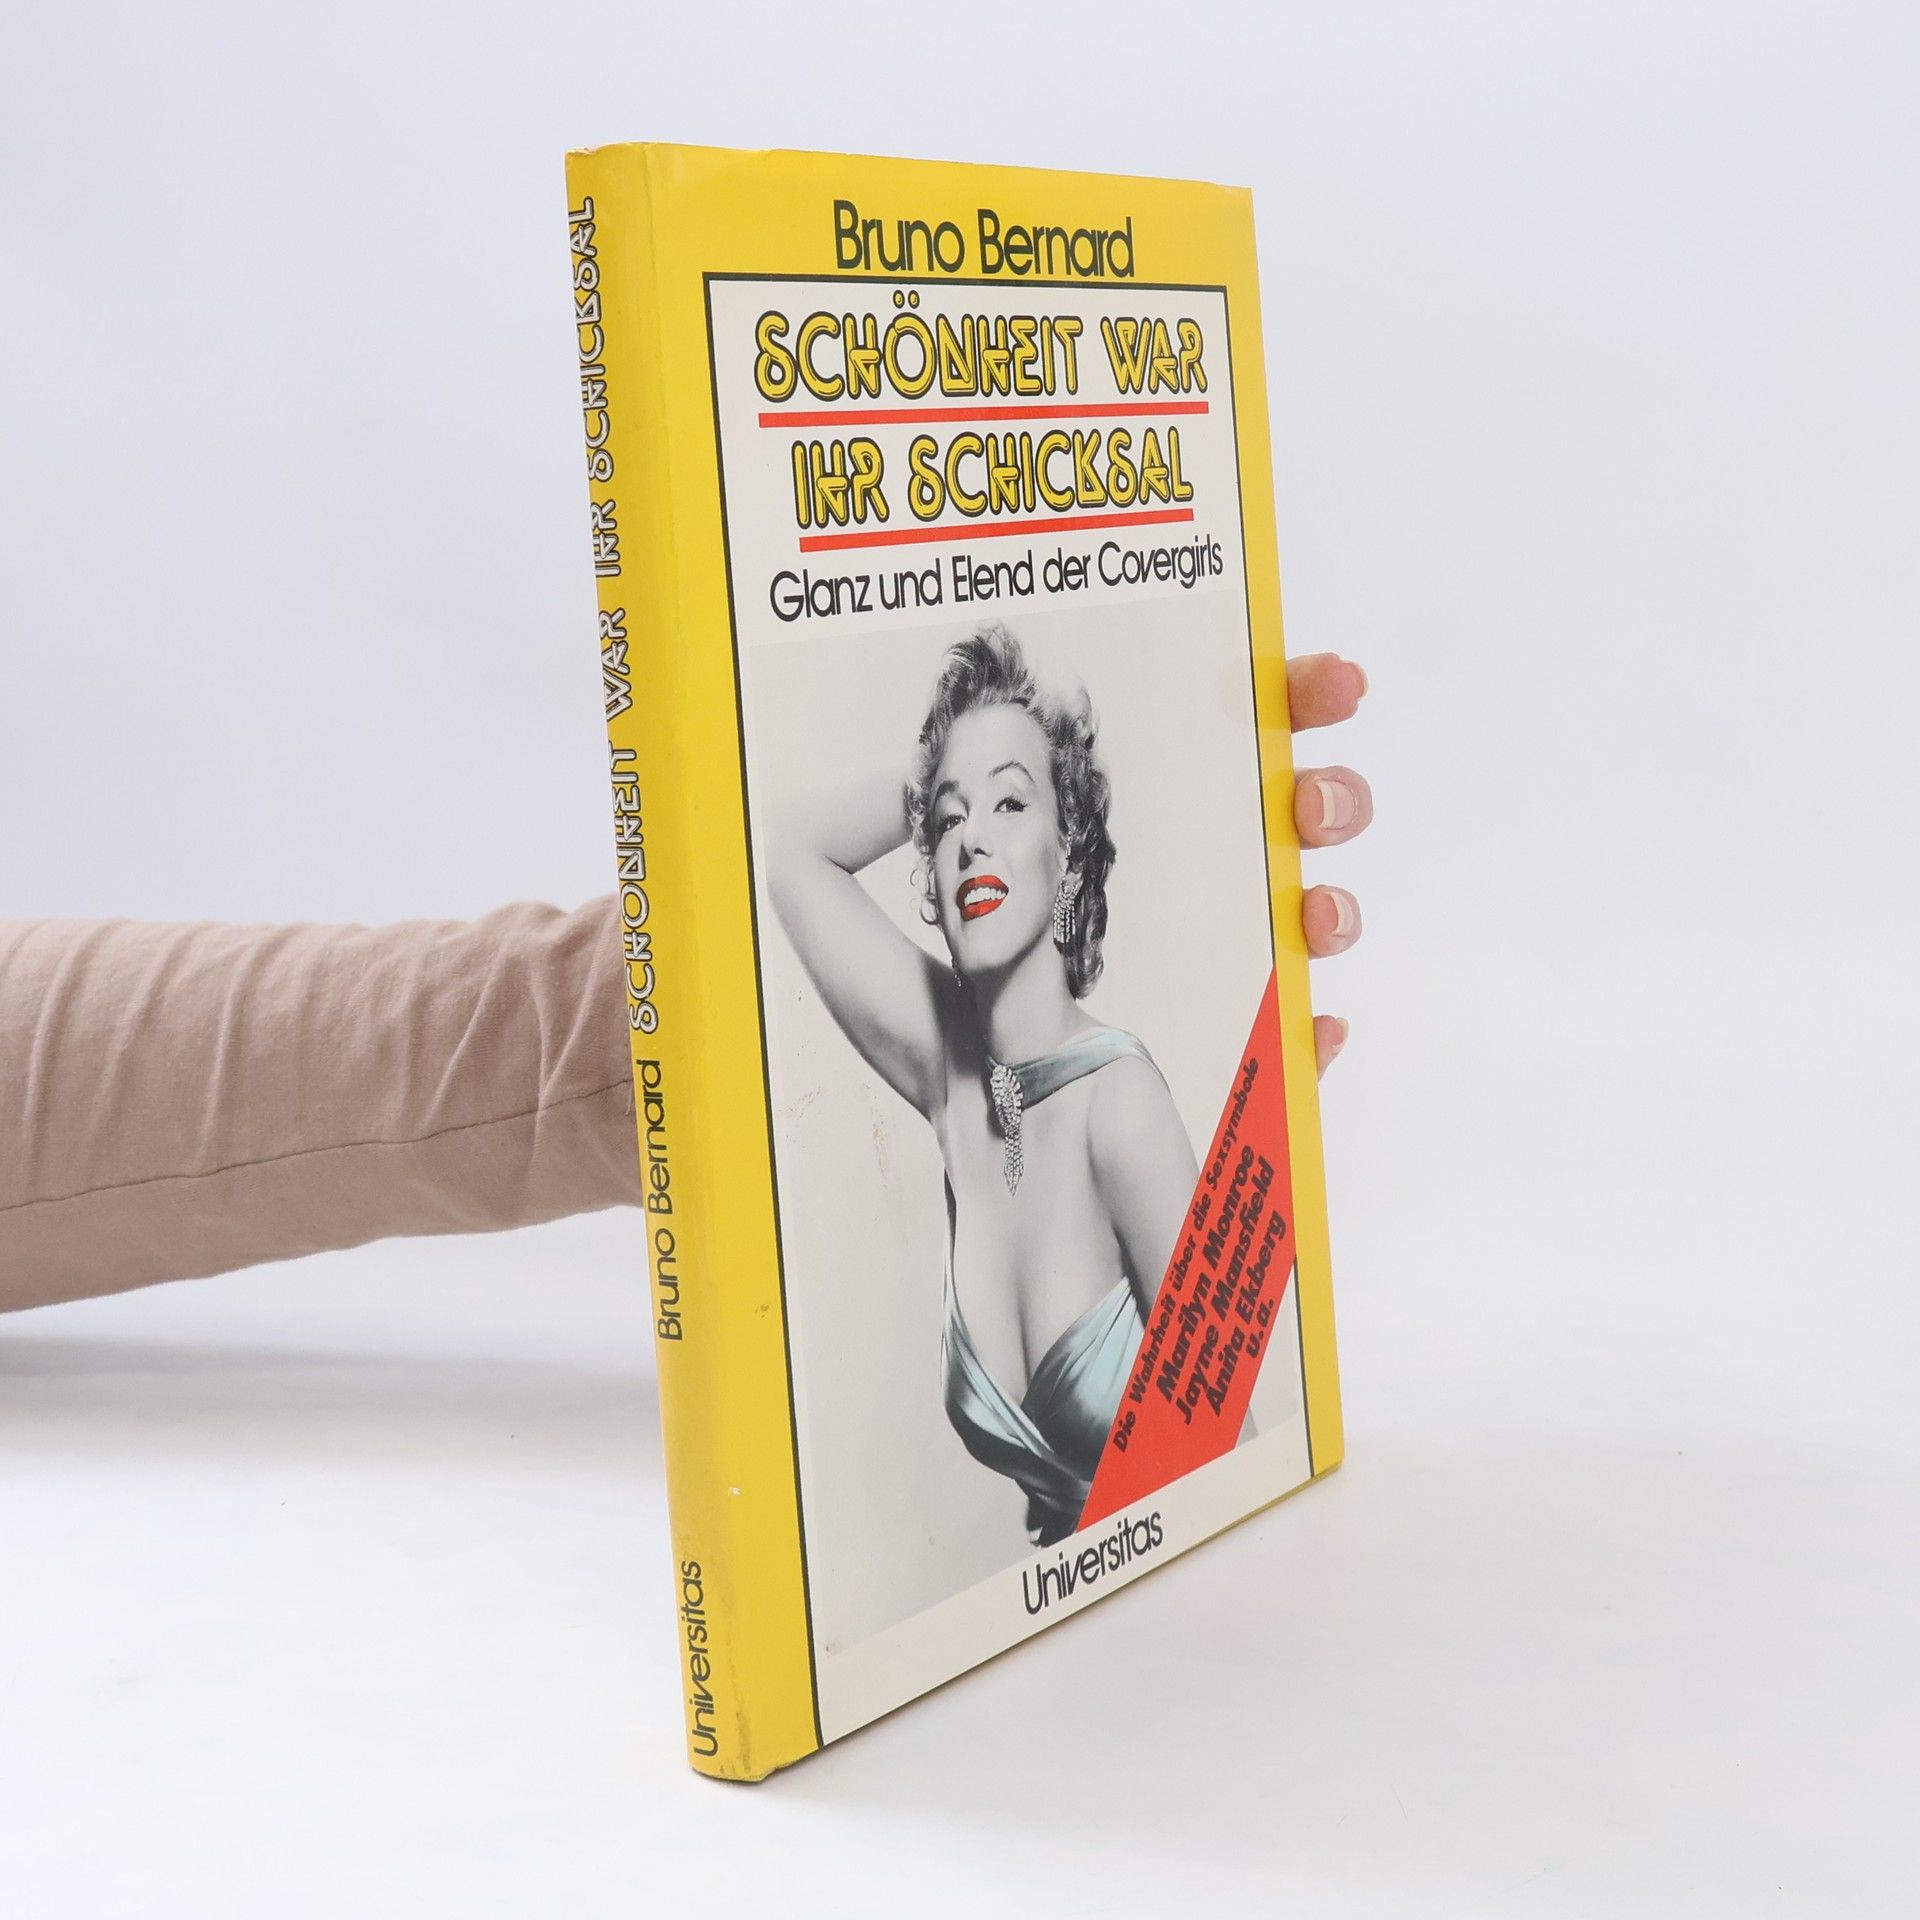 Bruno Bernard
SCHÖNHEIT WAR
IHR SCHICKSAL
Glanz und Elend der Covergirls
Die Wahrheit über die Sexsymbole
Marilyn Monroe
Jayne Mansfield
Anita Ekberg
u.a.
Universitas
Bruno Bernard SCHÖNHEIT WAR IHR SCHICKSAL
Universitas